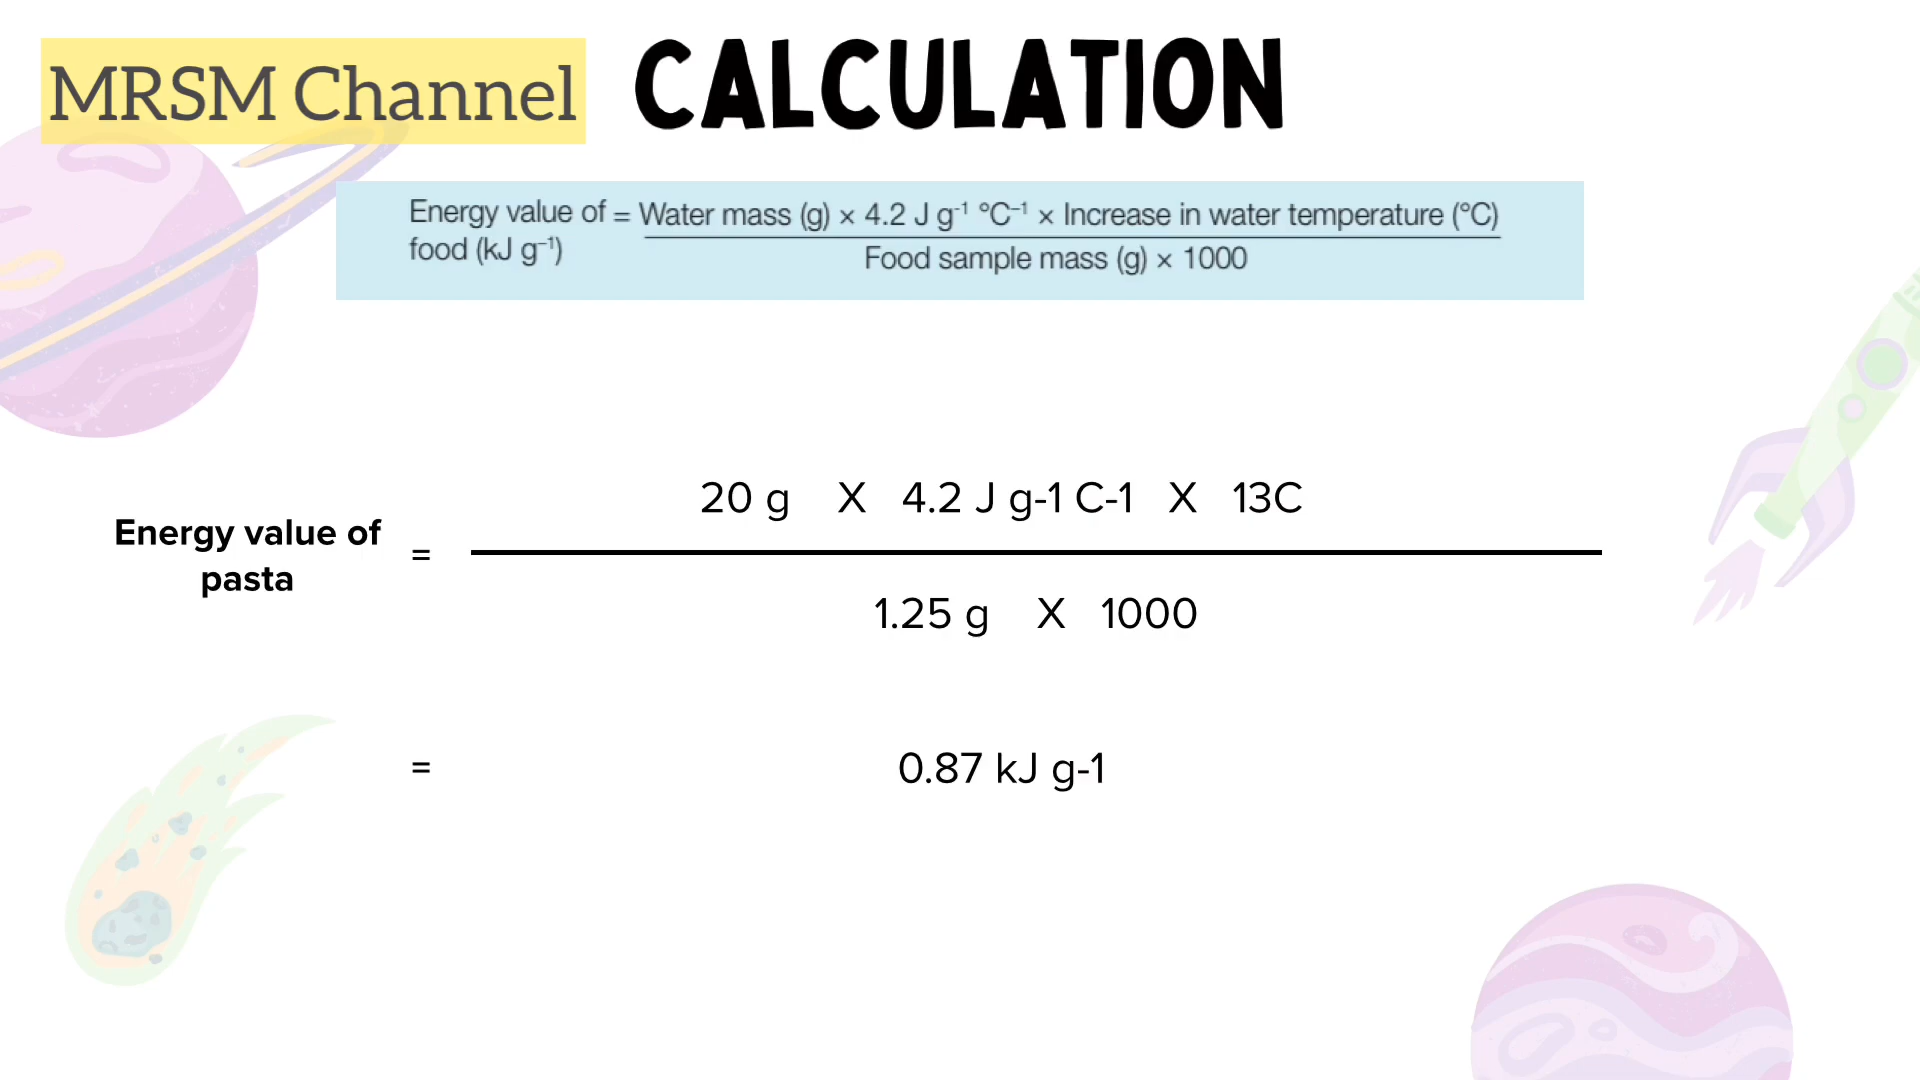 MRSM Channel
CALCULATION
Energy value of = Water mass (g) × 4.2 J g⁻¹ °C⁻¹ × Increase in water temperature (°C)
food (kJ g⁻¹)
Food sample mass (g) × 1000
20 g X 4.2 J g-1 C-1 X 13C
Energy value of
pasta
=
1.25 g X 1000
= 0.87 kJ g-1